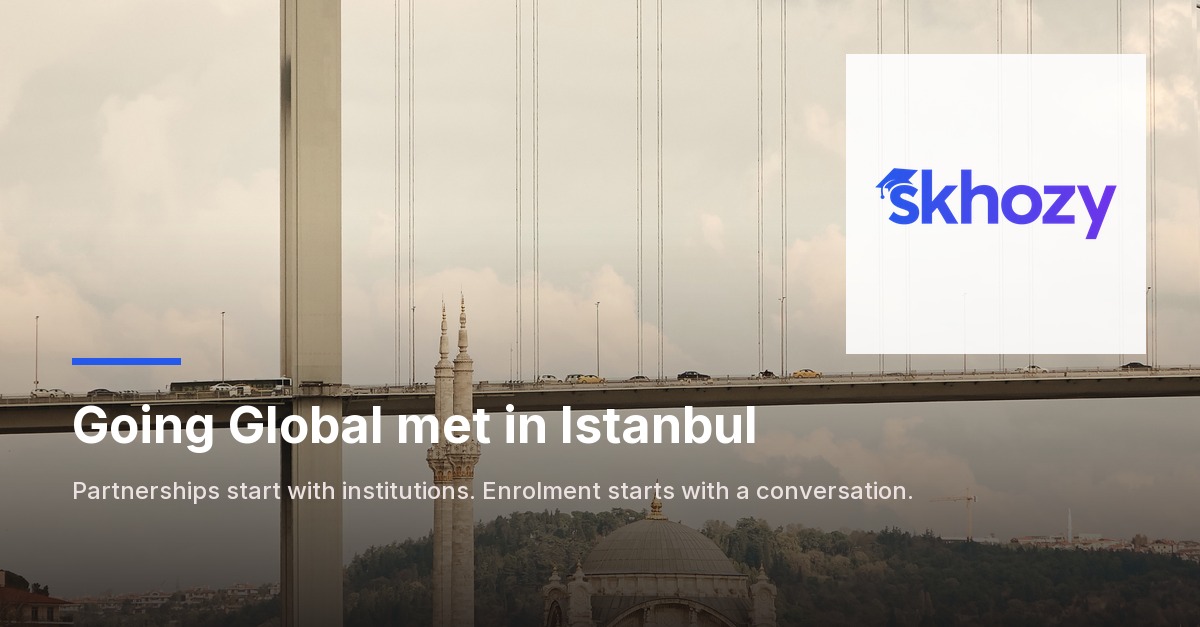 skhozy
Going Global met in Istanbul
Partnerships start with institutions. Enrolment starts with a conversation.